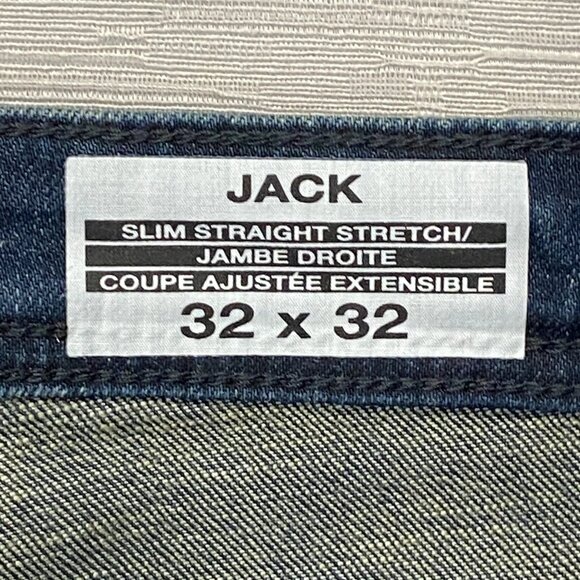 JACK
SLIM STRAIGHT STRETCH/
JAMBE DROITE
COUPE AJUSTÉE EXTENSIBLE
32 x 32